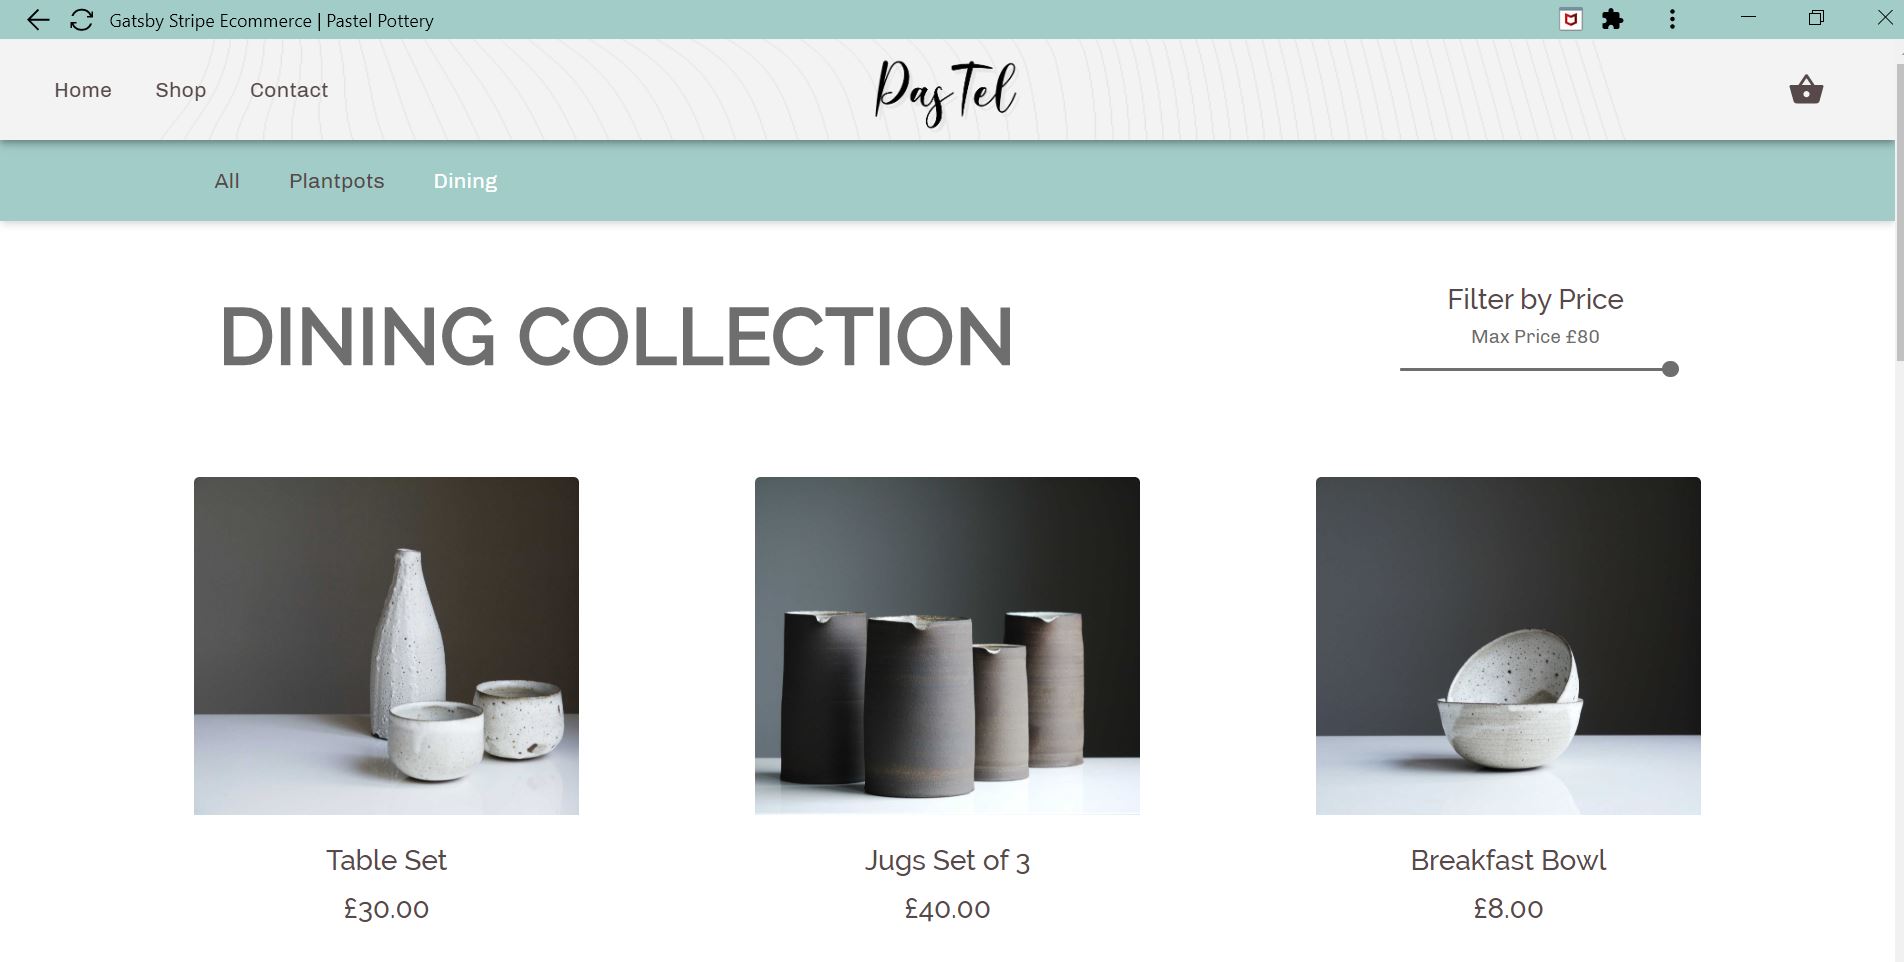 Gatsby Stripe Ecommerce | Pastel Pottery
Home Shop Contact
PasTel
All Plantpots Dining
DINING COLLECTION
Filter by Price
Max Price £80
Table Set
£30.00
Jugs Set of 3
£40.00
Breakfast Bowl
£8.00